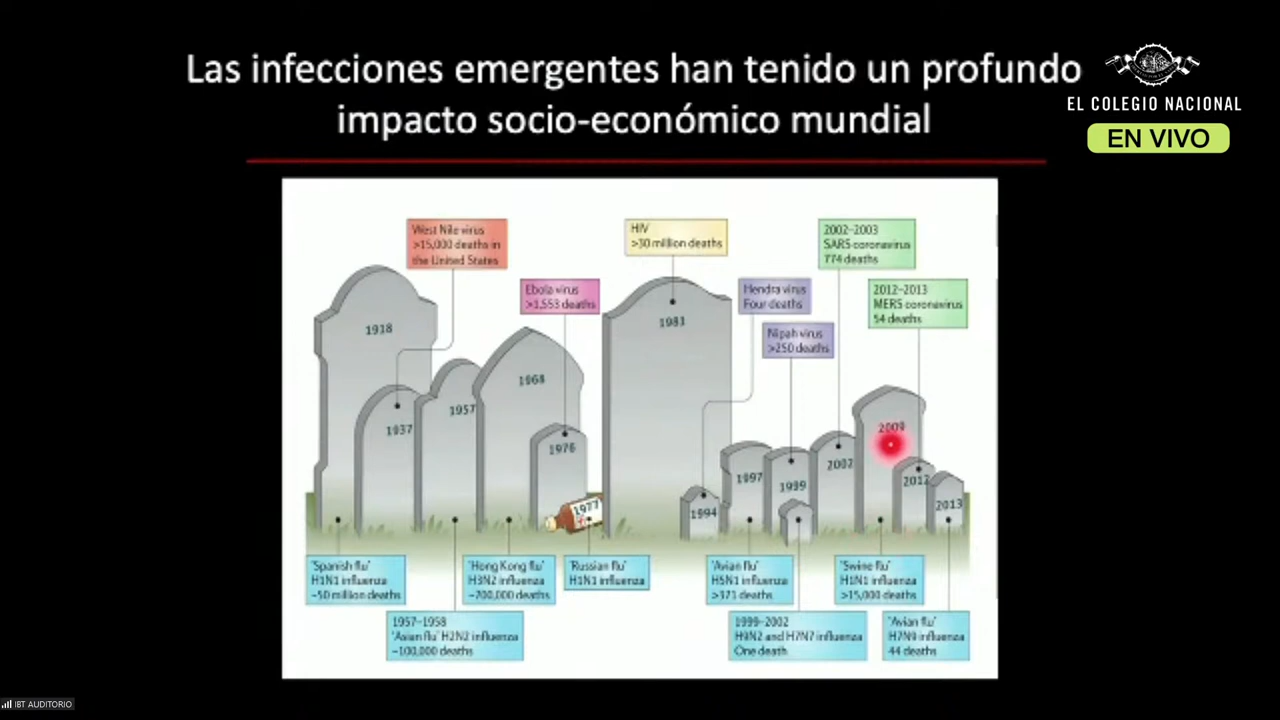 Las infecciones emergentes han tenido un profundo
impacto socio-económico mundial
EL COLEGIO NACIONAL
EN VIVO
West Nile virus
>15,000 deaths in
the United States
HIV
>30 million deaths
2002–2003
SARS coronavirus
774 deaths
Ebola virus
>1,553 deaths
Hendra virus
Four deaths
2012–2013
MERS coronavirus
54 deaths
Nipah virus
>250 deaths
1918
1937
1957
1968
1976
1977
1981
1994
1997
1999
2002
2009
2012
2013
'Spanish flu'
H1N1 influenza
~50 million deaths
'Hong Kong flu'
H3N2 influenza
~700,000 deaths
'Russian flu'
H1N1 influenza
'Avian flu'
H5N1 influenza
>371 deaths
'Swine flu'
H1N1 influenza
>15,000 deaths
1957–1958
'Asian flu' H2N2 influenza
~100,000 deaths
1999–2002
H9N2 and H7N7 influenza
One death
'Avian flu'
H7N9 influenza
44 deaths
IBT AUDITORIO